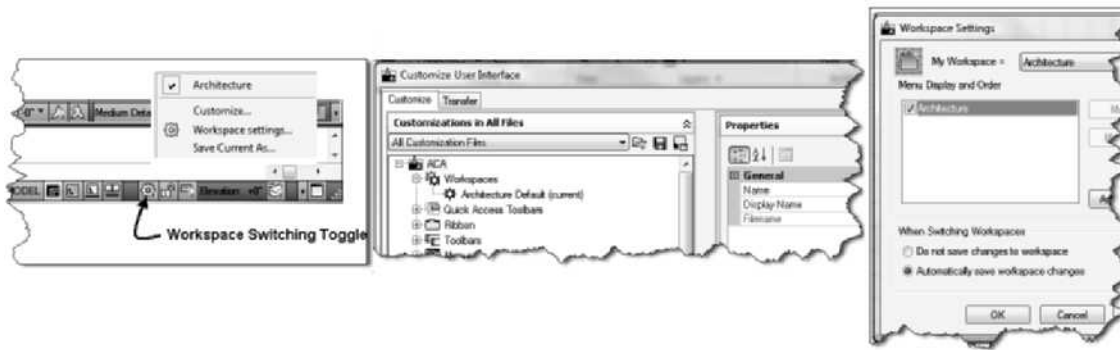 Architecture
Customize...
Workspace settings...
Save Current As...
Medium
MODEL
Elevation: +0"
Workspace Switching Toggle
Customize User Interface
Customize Transfer
Customizations in All Files
All Customization Files
ACA
Workspaces
Architecture Default (current)
Quick Access Toolbars
Ribbon
Toolbars
Properties
General
Name
Display Name
Filename
Workspace Settings
My Workspace = Architecture
Menu Display and Order
Architecture
When Switching Workspaces
Do not save changes to workspace
Automatically save workspace changes
OK Cancel